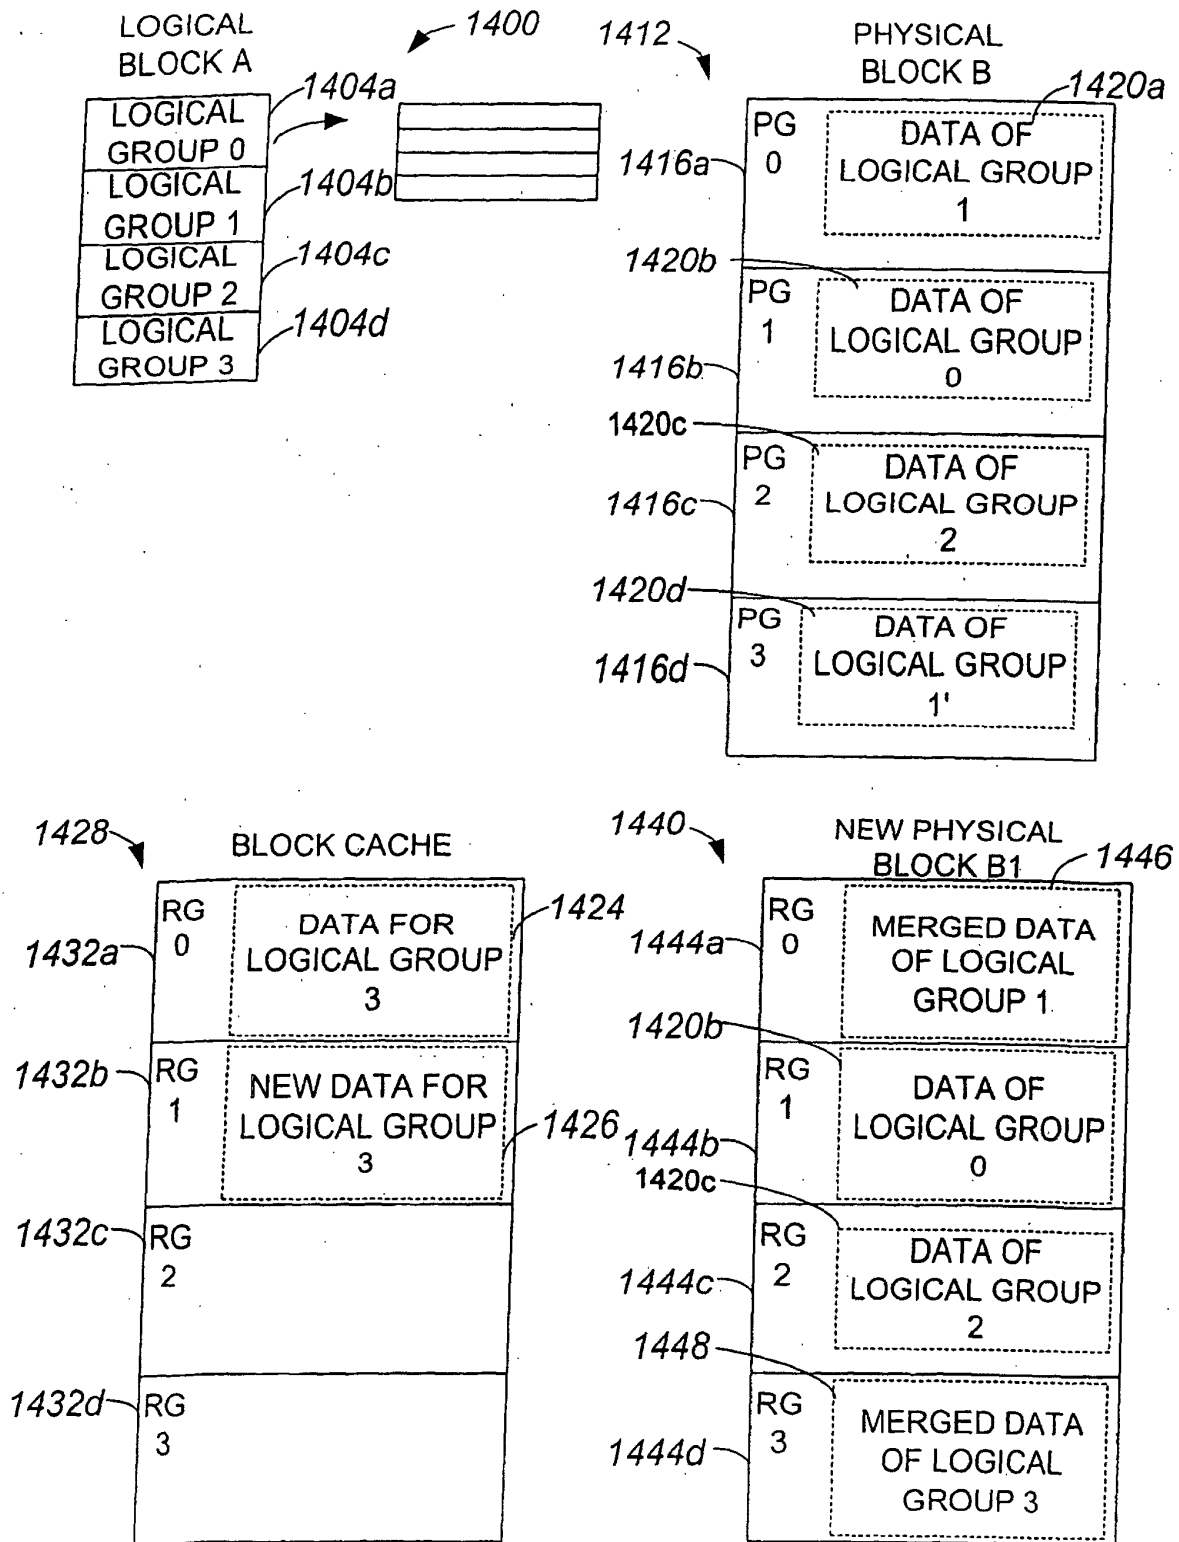 LOGICAL
BLOCK A
1400
1404a
LOGICAL
GROUP 0
LOGICAL
GROUP 1
1404b
LOGICAL
GROUP 2
1404c
LOGICAL
GROUP 3
1404d
1412
PHYSICAL
BLOCK B
1420a
PG
0
DATA OF
LOGICAL GROUP
1
1416a
1420b
PG
1
DATA OF
LOGICAL GROUP
0
1416b
1420c
PG
2
DATA OF
LOGICAL GROUP
2
1416c
1420d
PG
3
DATA OF
LOGICAL GROUP
1'
1416d
1428
BLOCK CACHE
RG
0
DATA FOR
LOGICAL GROUP
3
1424
1432a
RG
1
NEW DATA FOR
LOGICAL GROUP
3
1426
1432b
1432c
RG
2
1432d
RG
3
1440
NEW PHYSICAL
BLOCK B1
1446
RG
0
MERGED DATA
OF LOGICAL
GROUP 1
1444a
1420b
RG
1
DATA OF
LOGICAL GROUP
0
1444b
1420c
RG
2
DATA OF
LOGICAL GROUP
2
1444c
1448
RG
3
MERGED DATA
OF LOGICAL
GROUP 3
1444d